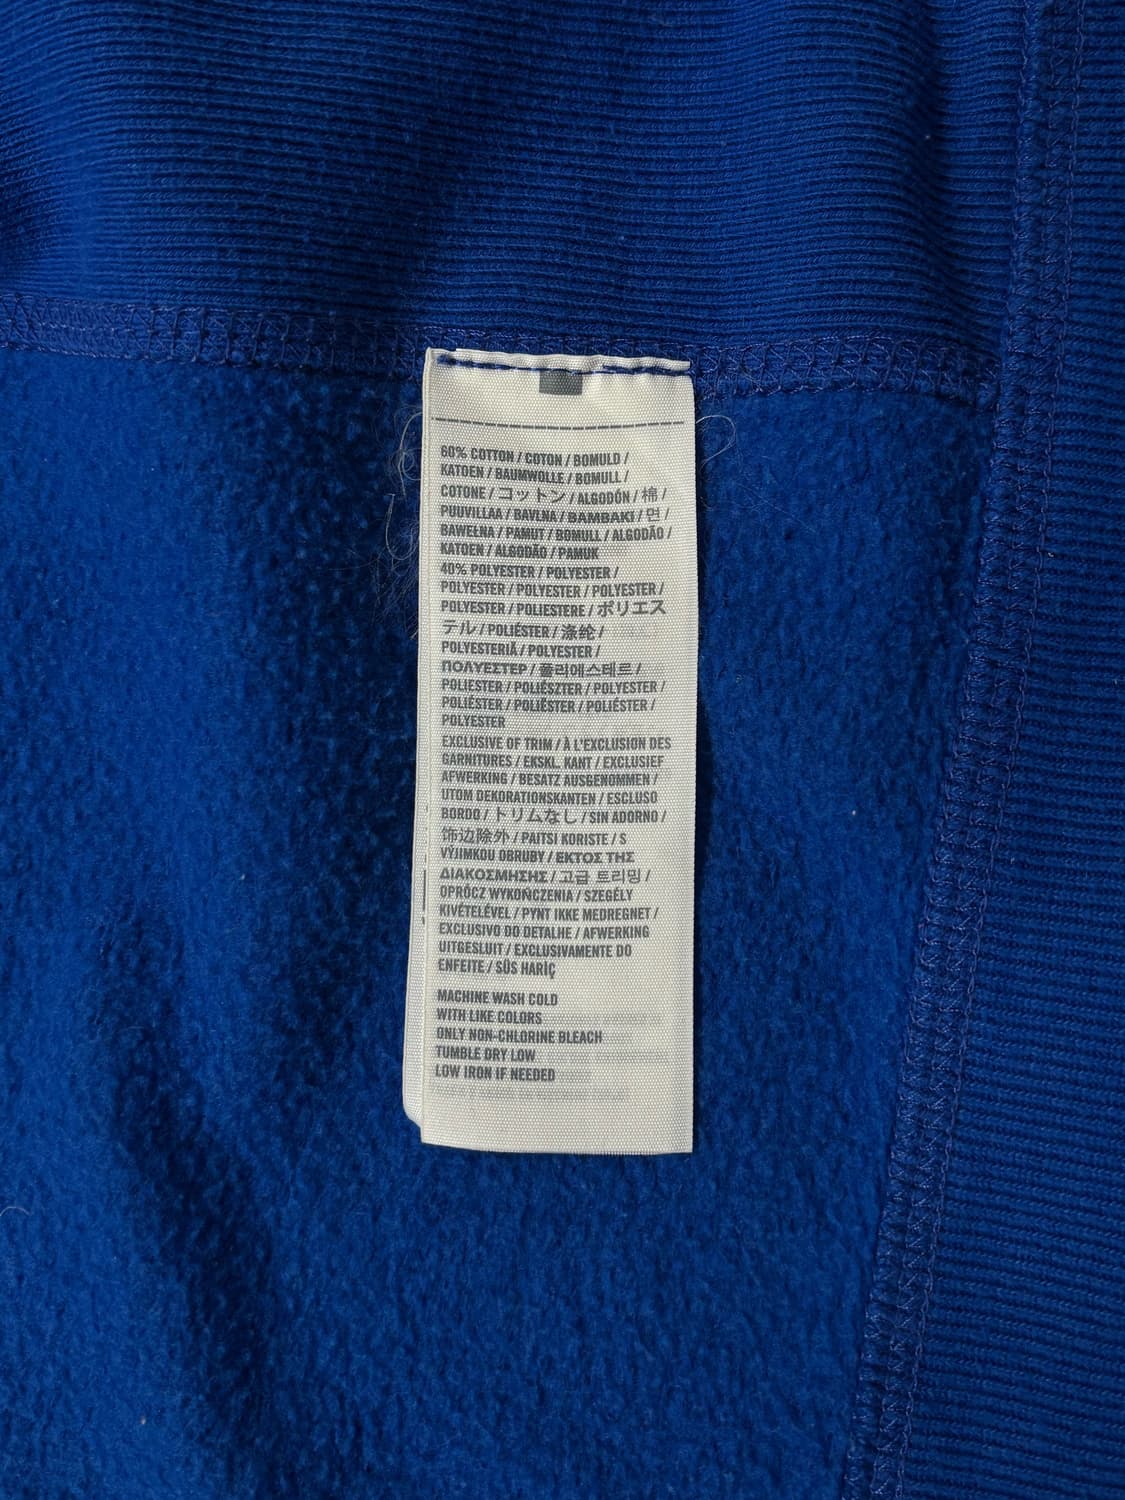 60% COTTON / COTON / BOMULD /
KATOEN / BAUMWOLLE / BOMULL /
COTONE / コットン / ALGODÓN / 棉 /
PUUVILLAA / BAVLNA / BAMBAKI / 면 /
BAWELNA / PAMUT / BOMULL / ALGODÃO /
KATOEN / ALGODÃO / PAMUK
40% POLYESTER / POLYESTER /
POLYESTER / POLYESTER / POLYESTER /
POLYESTER / POLIESTERE / ポリエス
テル / POLIÉSTER / 涤纶 /
POLYESTERIÄ / POLYESTER /
ΠΟΛΥΕΣΤΕΡ / 폴리에스테르 /
POLIESTER / POLIÉSZTER / POLYESTER /
POLIÉSTER / POLIËSTER / POLIÉSTER /
POLYESTER
EXCLUSIVE OF TRIM / À L'EXCLUSION DES
GARNITURES / EKSKL. KANT / EXCLUSIEF
AFWERKING / BESATZ AUSGENOMMEN /
UTOM DEKORATIONSKANTEN / ESCLUSO
BORDO / トリムなし / SIN ADORNO /
饰边除外 / PAITSI KORISTE / S
VÝJIMKOU OBRUBY / ΕΚΤΟΣ ΤΗΣ
ΔΙΑΚΟΣΜΗΣΗΣ / 고급 트리밍 /
OPRÓCZ WYKOŃCZENIA / SZEGÉLY
KIVÉTELÉVEL / PYNT IKKE MEDREGNET /
EXCLUSIVO DO DETALHE / AFWERKING
UITGESLUIT / EXCLUSIVAMENTE DO
ENFEITE / SÜS HARİÇ
MACHINE WASH COLD
WITH LIKE COLORS
ONLY NON-CHLORINE BLEACH
TUMBLE DRY LOW
LOW IRON IF NEEDED